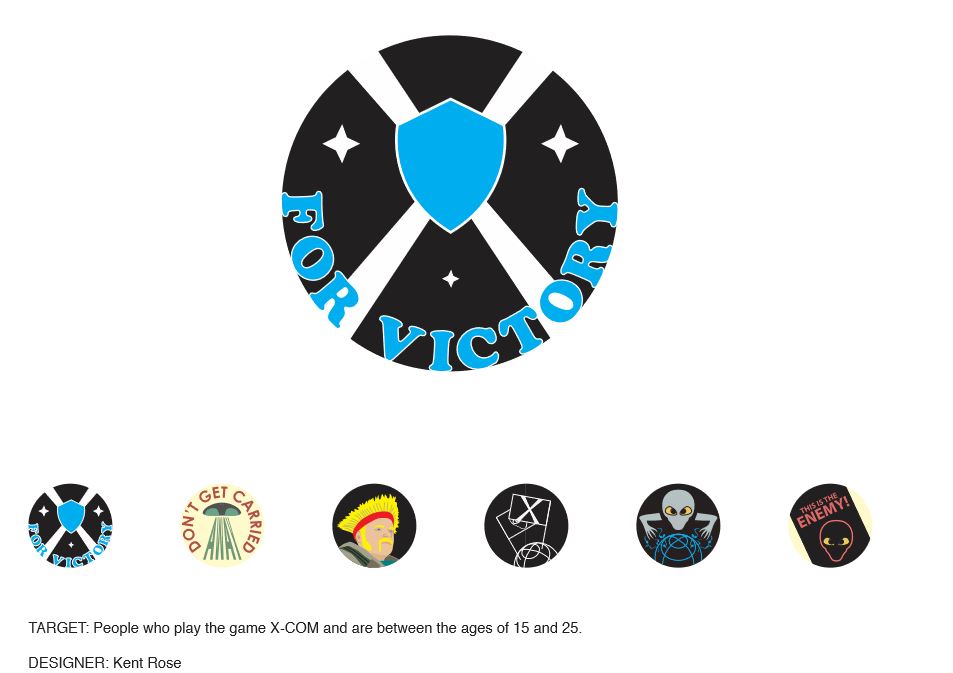 FOR VICTORY
FOR VICTORY
DON'T GET CARRIED
AWAY
X
THIS IS THE
ENEMY!
TARGET: People who play the game X-COM and are between the ages of 15 and 25.
DESIGNER: Kent Rose